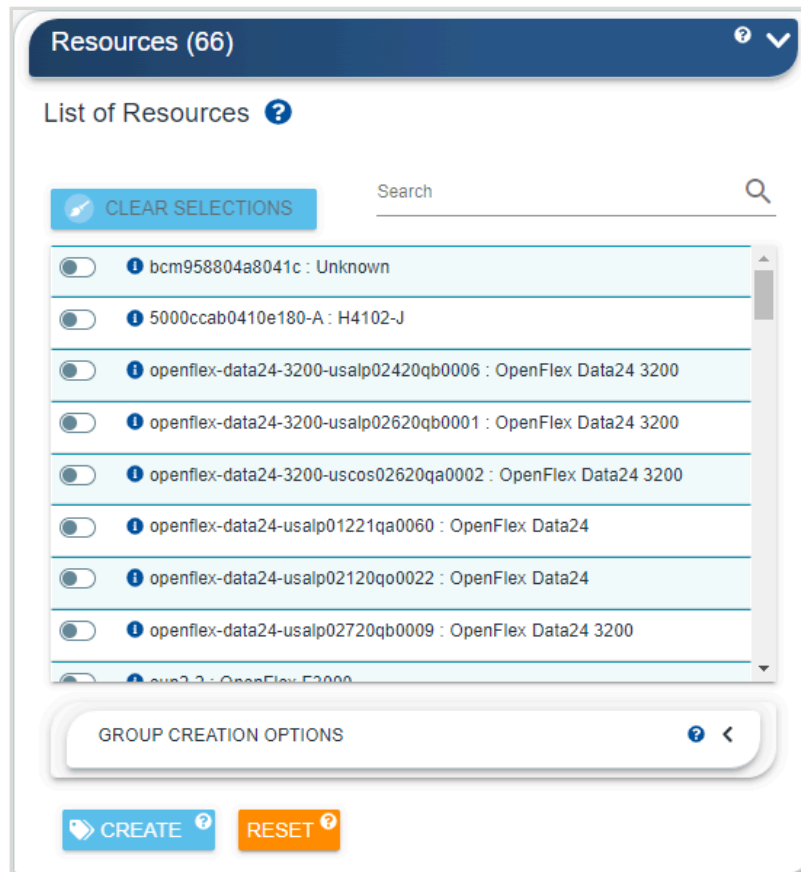 Resources (66)
List of Resources
CLEAR SELECTIONS
Search
bcm958804a8041c : Unknown
5000ccab0410e180-A : H4102-J
openflex-data24-3200-usalp02420qb0006 : OpenFlex Data24 3200
openflex-data24-3200-usalp02620qb0001 : OpenFlex Data24 3200
openflex-data24-3200-uscos02620qa0002 : OpenFlex Data24 3200
openflex-data24-usalp01221qa0060 : OpenFlex Data24
openflex-data24-usalp02120qo0022 : OpenFlex Data24
openflex-data24-usalp02720qb0009 : OpenFlex Data24 3200
: OpenFlex
GROUP CREATION OPTIONS
CREATE
RESET